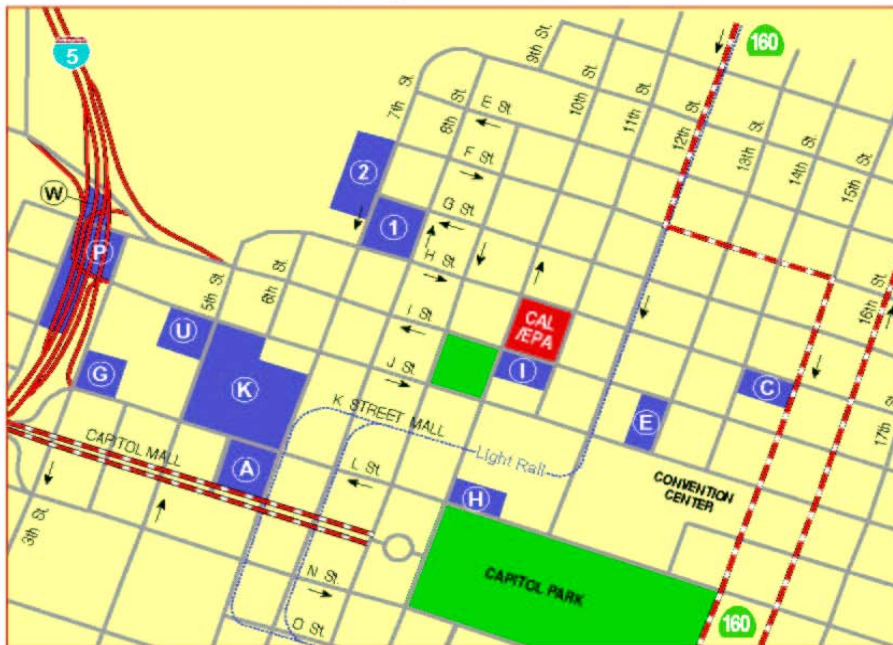 5
160
9th St.
7th St.
8th St.
E St.
10th St.
11th St.
12th St.
13th St.
14th St.
15th St.
F St.
2
W
1
G St.
P
H St.
5th St.
6th St.
I St.
CAL
/EPA
16th St.
U
G
K
J St.
I
C
E
17th St.
K STREET MALL
CAPITOL MALL
A
Light Rail
L St.
H
CONVENTION
CENTER
3th St.
N St.
CAPITOL PARK
O St.
160